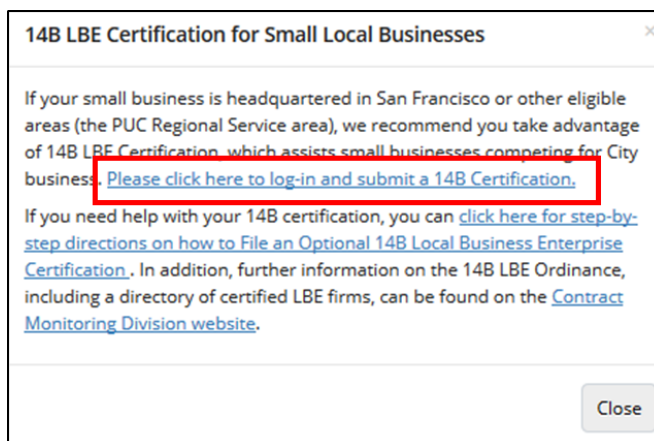 14B LBE Certification for Small Local Businesses ×
If your small business is headquartered in San Francisco or other eligible
areas (the PUC Regional Service area), we recommend you take advantage
of 14B LBE Certification, which assists small businesses competing for City
business. Please click here to log-in and submit a 14B Certification.
If you need help with your 14B certification, you can click here for step-by-
step directions on how to File an Optional 14B Local Business Enterprise
Certification . In addition, further information on the 14B LBE Ordinance,
including a directory of certified LBE firms, can be found on the Contract
Monitoring Division website.
Close